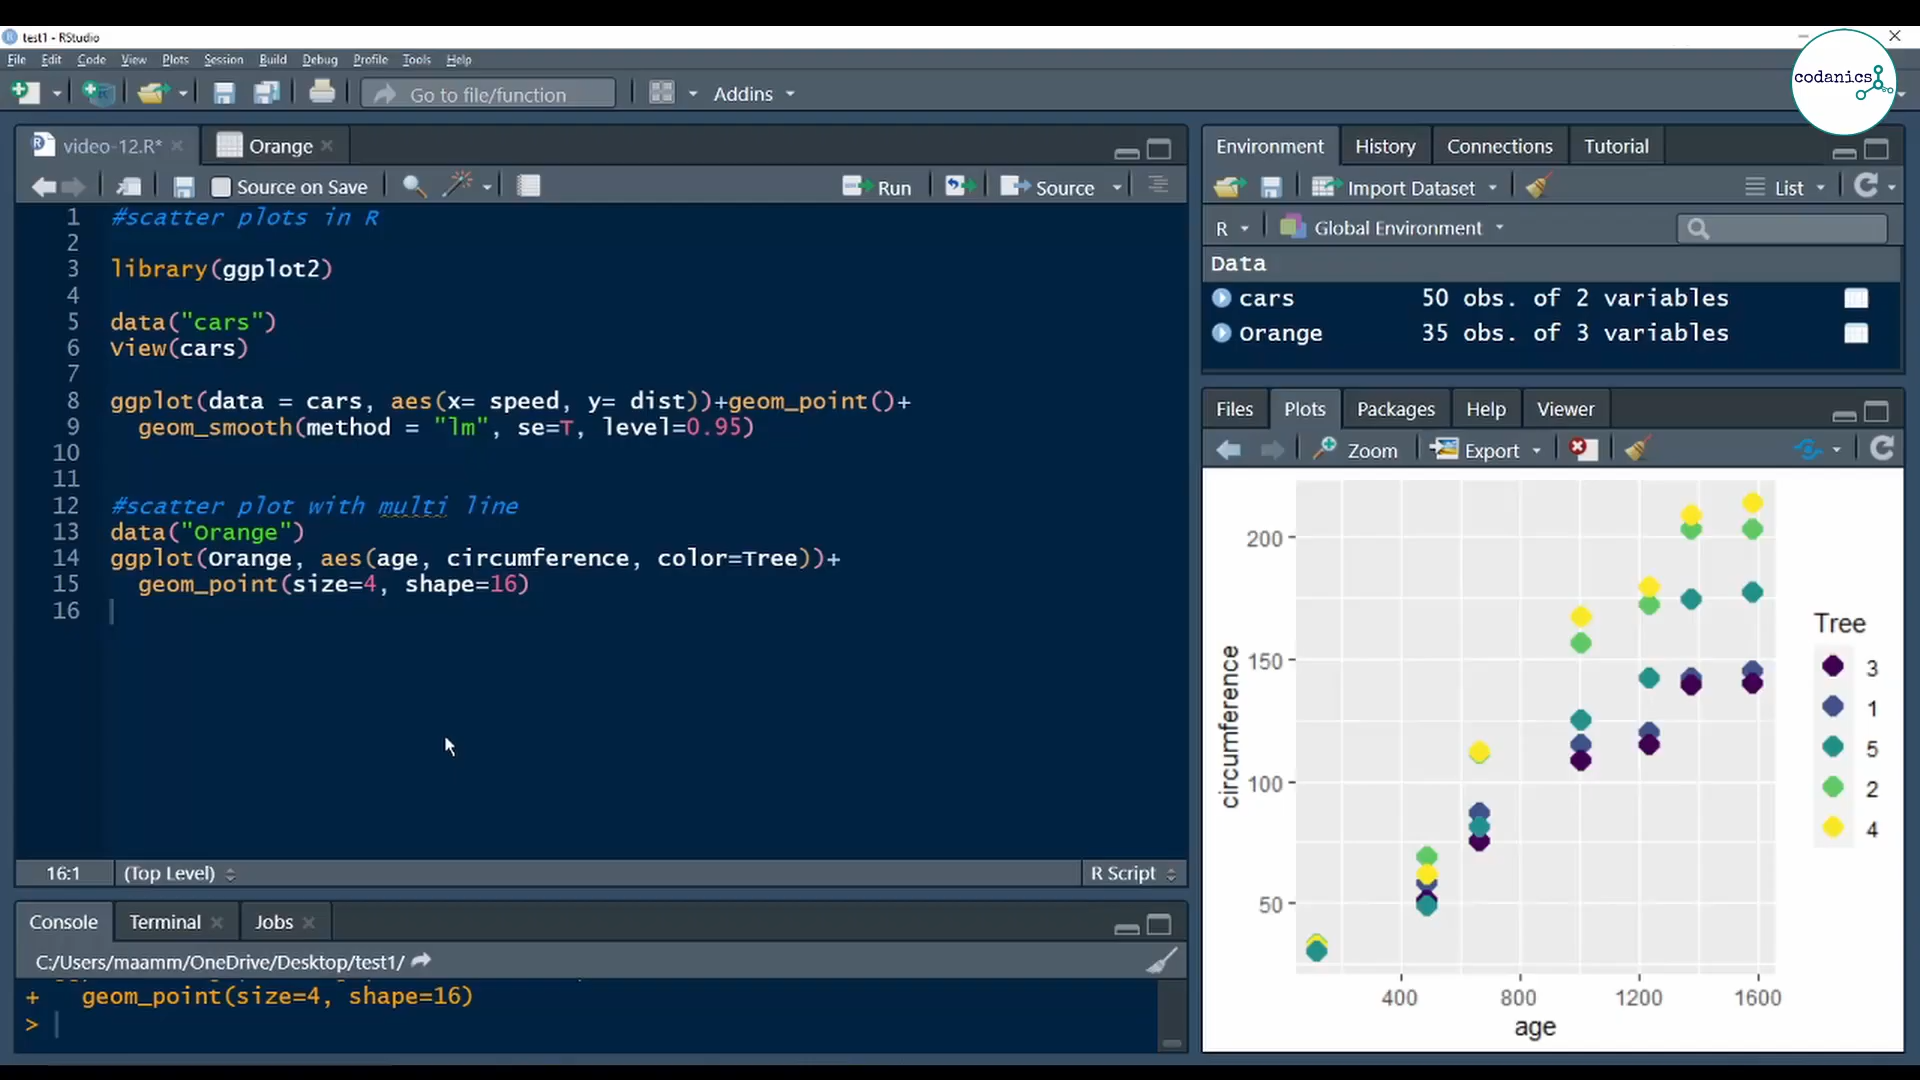 test1 - RStudio
File Edit Code View Plots Session Build Debug Profile Tools Help
Go to file/function Addins
codanics
video-12.R* Orange
Source on Save Run Source
1 #scatter plots in R
2
3 library(ggplot2)
4
5 data("cars")
6 View(cars)
7
8 ggplot(data = cars, aes(x= speed, y= dist))+geom_point()+
9 geom_smooth(method = "lm", se=T, level=0.95)
10
11
12 #scatter plot with multi line
13 data("Orange")
14 ggplot(Orange, aes(age, circumference, color=Tree))+
15 geom_point(size=4, shape=16)
16
16:1 (Top Level) R Script
Console Terminal Jobs
C:/Users/maamm/OneDrive/Desktop/test1/
+ geom_point(size=4, shape=16)
>
Environment History Connections Tutorial
Import Dataset List
R Global Environment
Data
cars 50 obs. of 2 variables
Orange 35 obs. of 3 variables
Files Plots Packages Help Viewer
Zoom Export
200
150
100
50
circumference
400 800 1200 1600
age
Tree
3
1
5
2
4